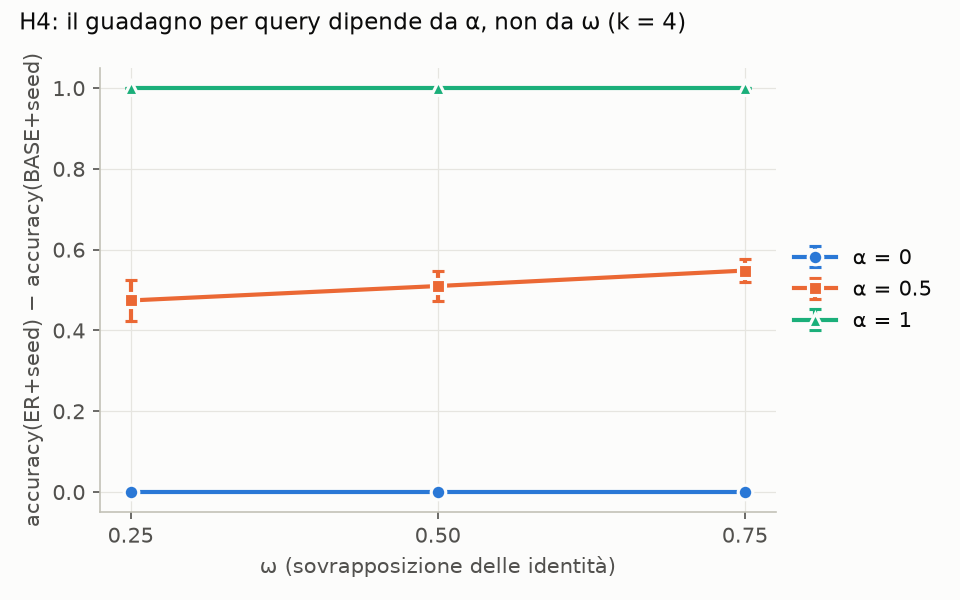 H4: il guadagno per query dipende da α, non da ω (k = 4)
accuracy(ER+seed) − accuracy(BASE+seed)
1.0
0.8
0.6
0.4
0.2
0.0
0.25 0.50 0.75
ω (sovrapposizione delle identità)
α = 0
α = 0.5
α = 1